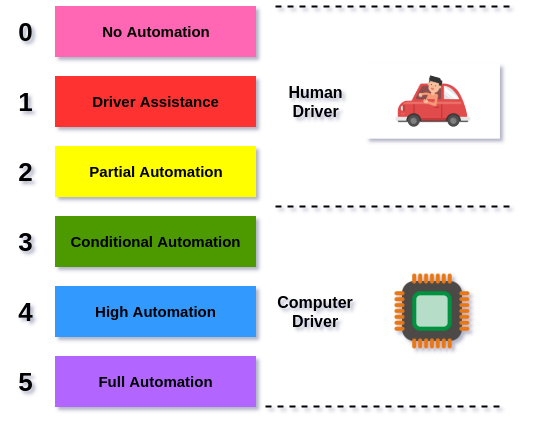 0 No Automation
1 Driver Assistance
2 Partial Automation
Human
Driver
3 Conditional Automation
4 High Automation
5 Full Automation
Computer
Driver